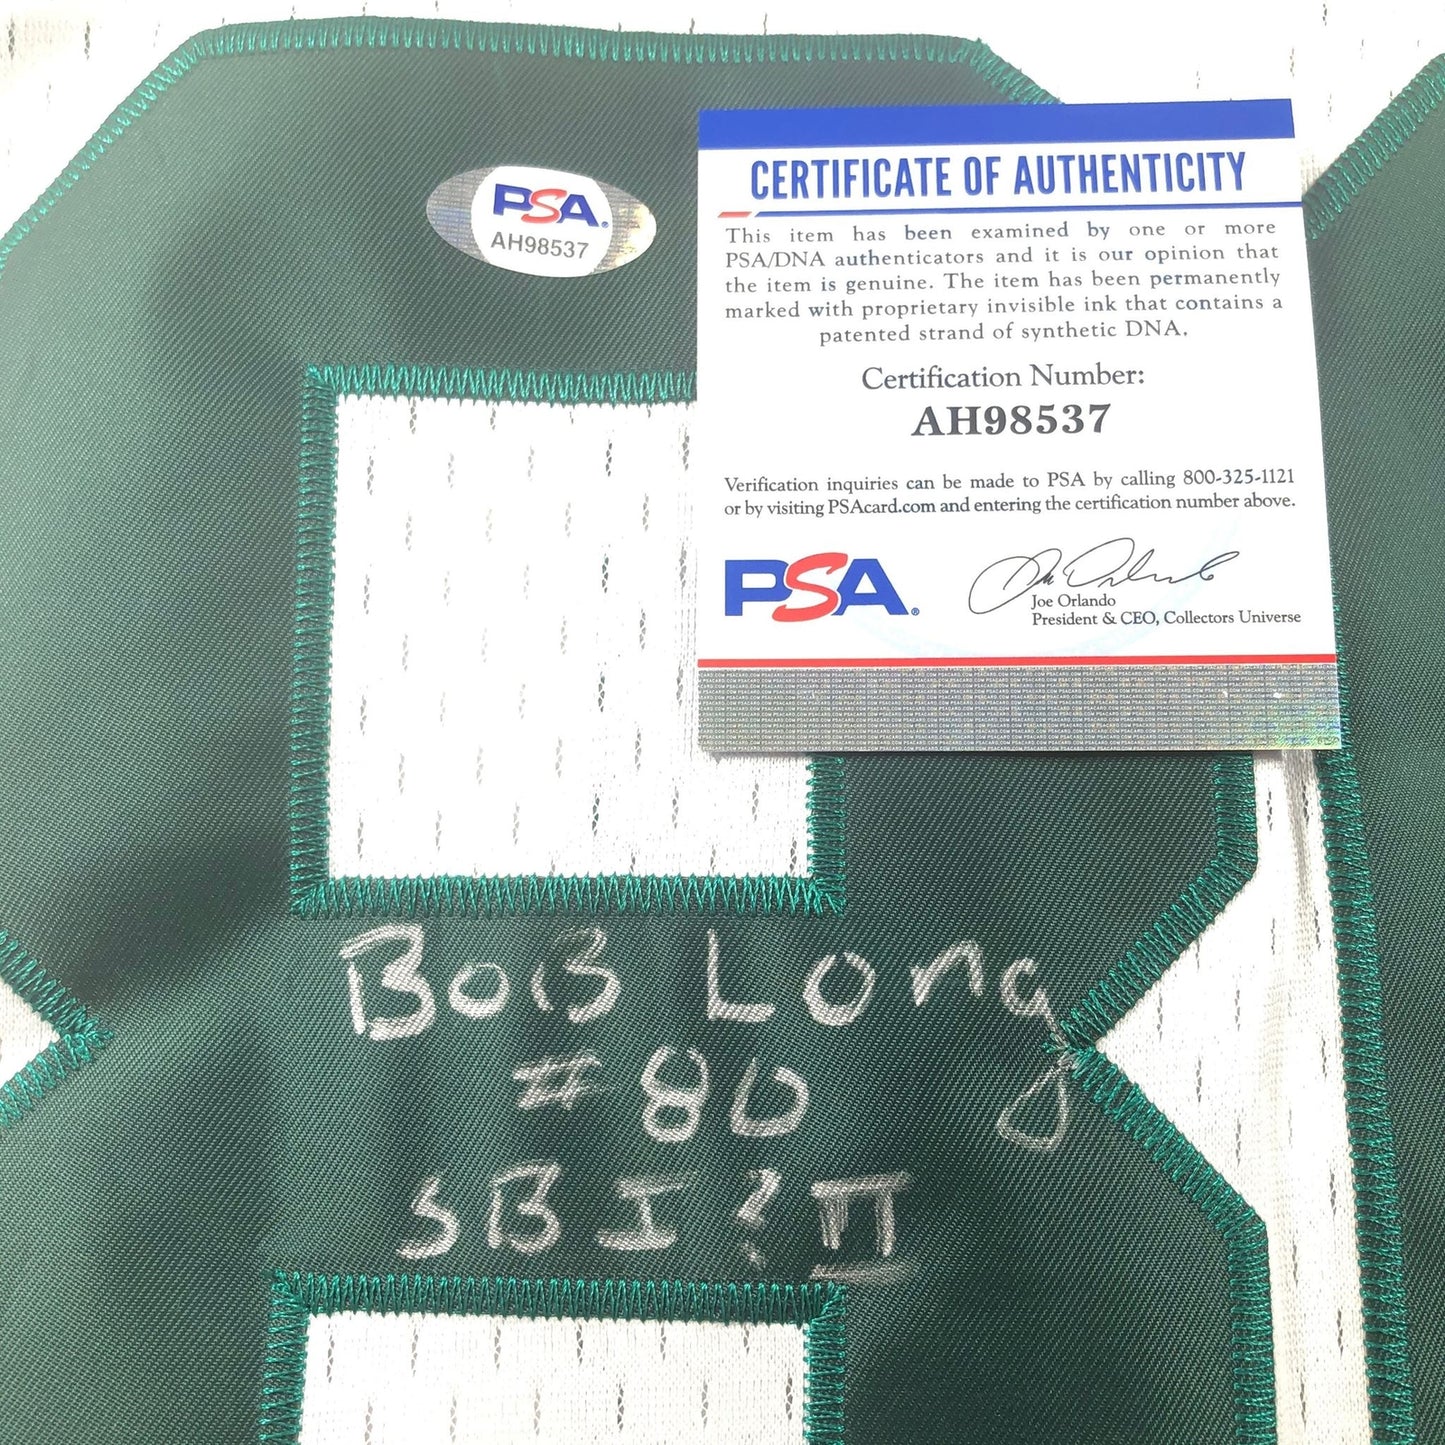 PSA
AH98537
CERTIFICATE OF AUTHENTICITY
This item has been examined by one or more
PSA/DNA authenticators and it is our opinion that
the item is genuine. The item has been permanently
marked with proprietary invisible ink that contains a
patented strand of synthetic DNA.
Certification Number:
AH98537
Verification inquiries can be made to PSA by calling 800-325-1121
or by visiting PSAcard.com and entering the certification number above.
PSA®
Joe Orlando
President & CEO, Collectors Universe
BoB Long
#80
SBI & II